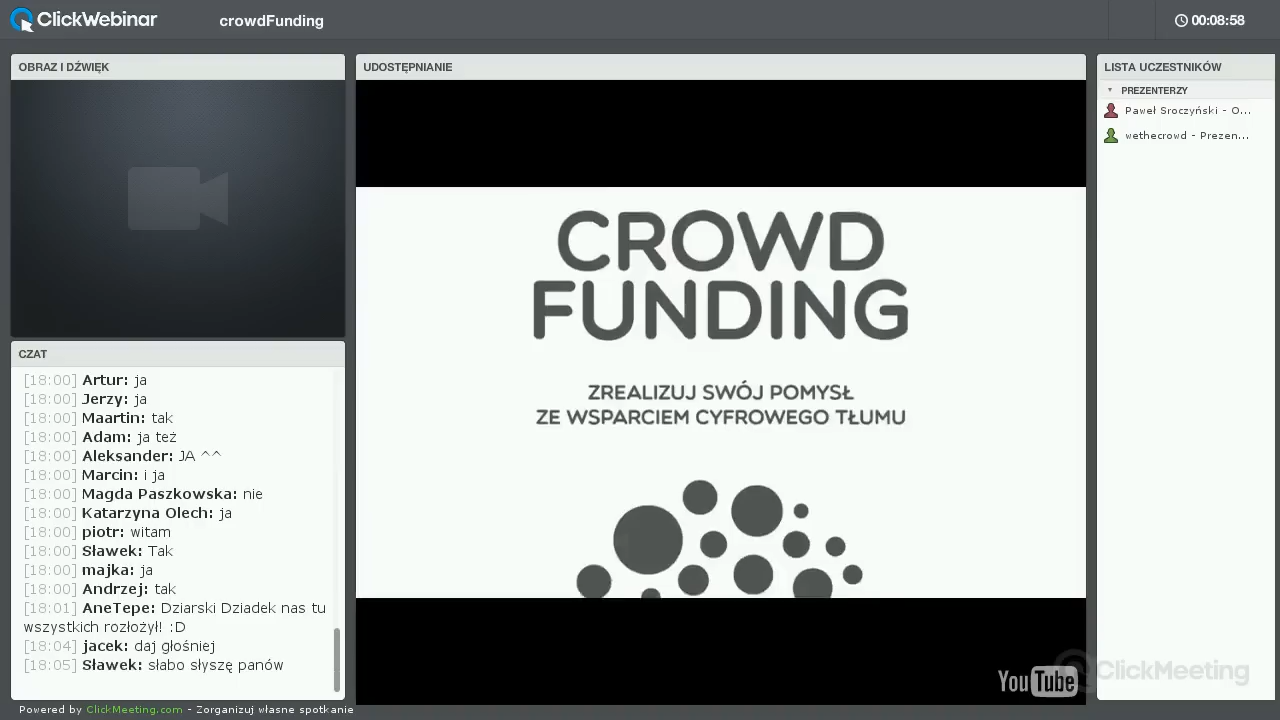 ClickWebinar
crowdFunding
00:08:58
OBRAZ I DŹWIĘK
UDOSTĘPNIANIE
LISTA UCZESTNIKÓW
PREZENTERZY
Paweł Sroczyński - O...
wethecrowd - Prezen...
CROWD
FUNDING
ZREALIZUJ SWÓJ POMYSŁ
ZE WSPARCIEM CYFROWEGO TŁUMU
CZAT
[18:00] Artur: ja
[18:00] Jerzy: ja
[18:00] Maartin: tak
[18:00] Adam: ja też
[18:00] Aleksander: JA ^^
[18:00] Marcin: i ja
[18:00] Magda Paszkowska: nie
[18:00] Katarzyna Olech: ja
[18:00] piotr: witam
[18:00] Sławek: Tak
[18:00] majka: ja
[18:00] Andrzej: tak
[18:01] AneTepe: Dziarski Dziadek nas tu
wszystkich rozłożył! :D
[18:04] jacek: daj głośniej
[18:05] Sławek: słabo słyszę panów
YouTube
ClickMeeting
Powered by ClickMeeting.com - Zorganizuj własne spotkanie